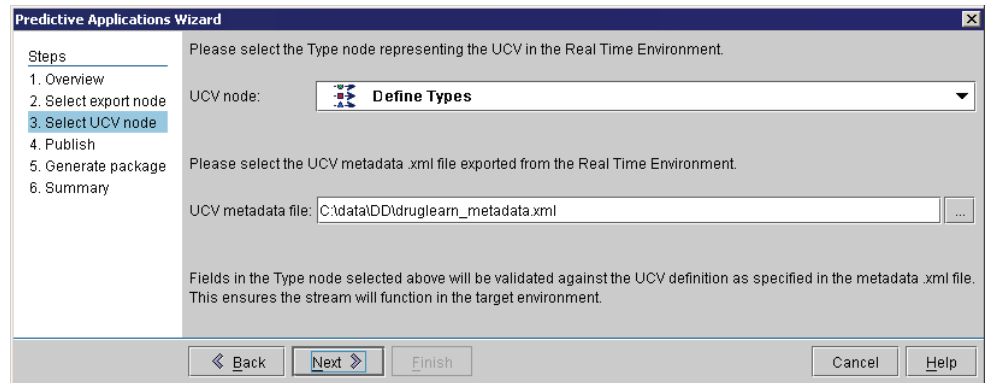 Predictive Applications Wizard
Steps
1. Overview
2. Select export node
3. Select UCV node
4. Publish
5. Generate package
6. Summary
Please select the Type node representing the UCV in the Real Time Environment.
UCV node:
Define Types
Please select the UCV metadata .xml file exported from the Real Time Environment.
UCV metadata file: C:\data\DD\druglearn_metadata.xml ...
Fields in the Type node selected above will be validated against the UCV definition as specified in the metadata .xml file.
This ensures the stream will function in the target environment.
Back Next Finish Cancel Help